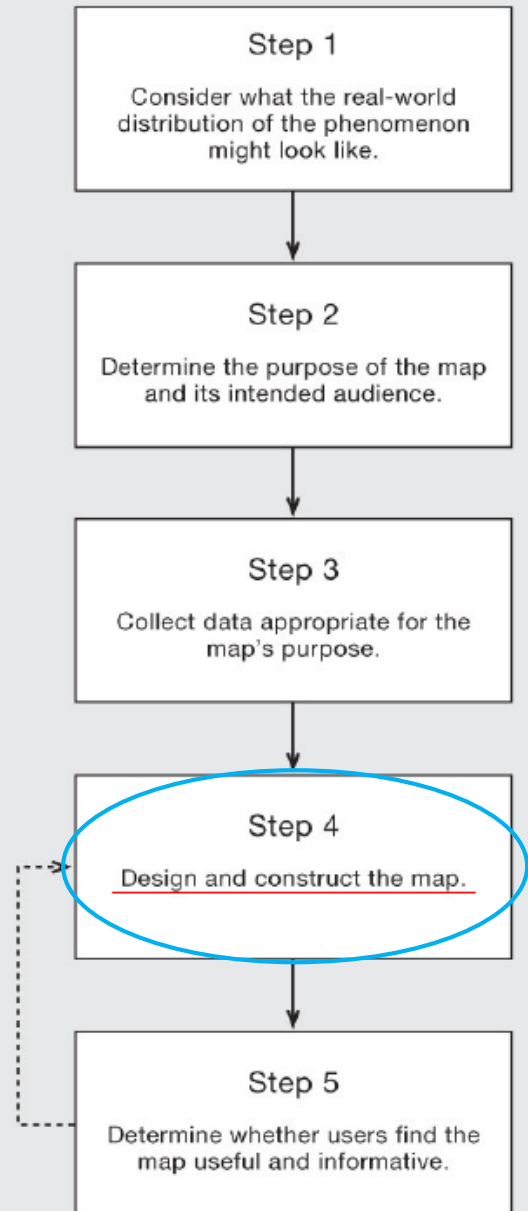 Step 1
Consider what the real-world
distribution of the phenomenon
might look like.
Step 2
Determine the purpose of the map
and its intended audience.
Step 3
Collect data appropriate for the
map's purpose.
Step 4
Design and construct the map.
Step 5
Determine whether users find the
map useful and informative.